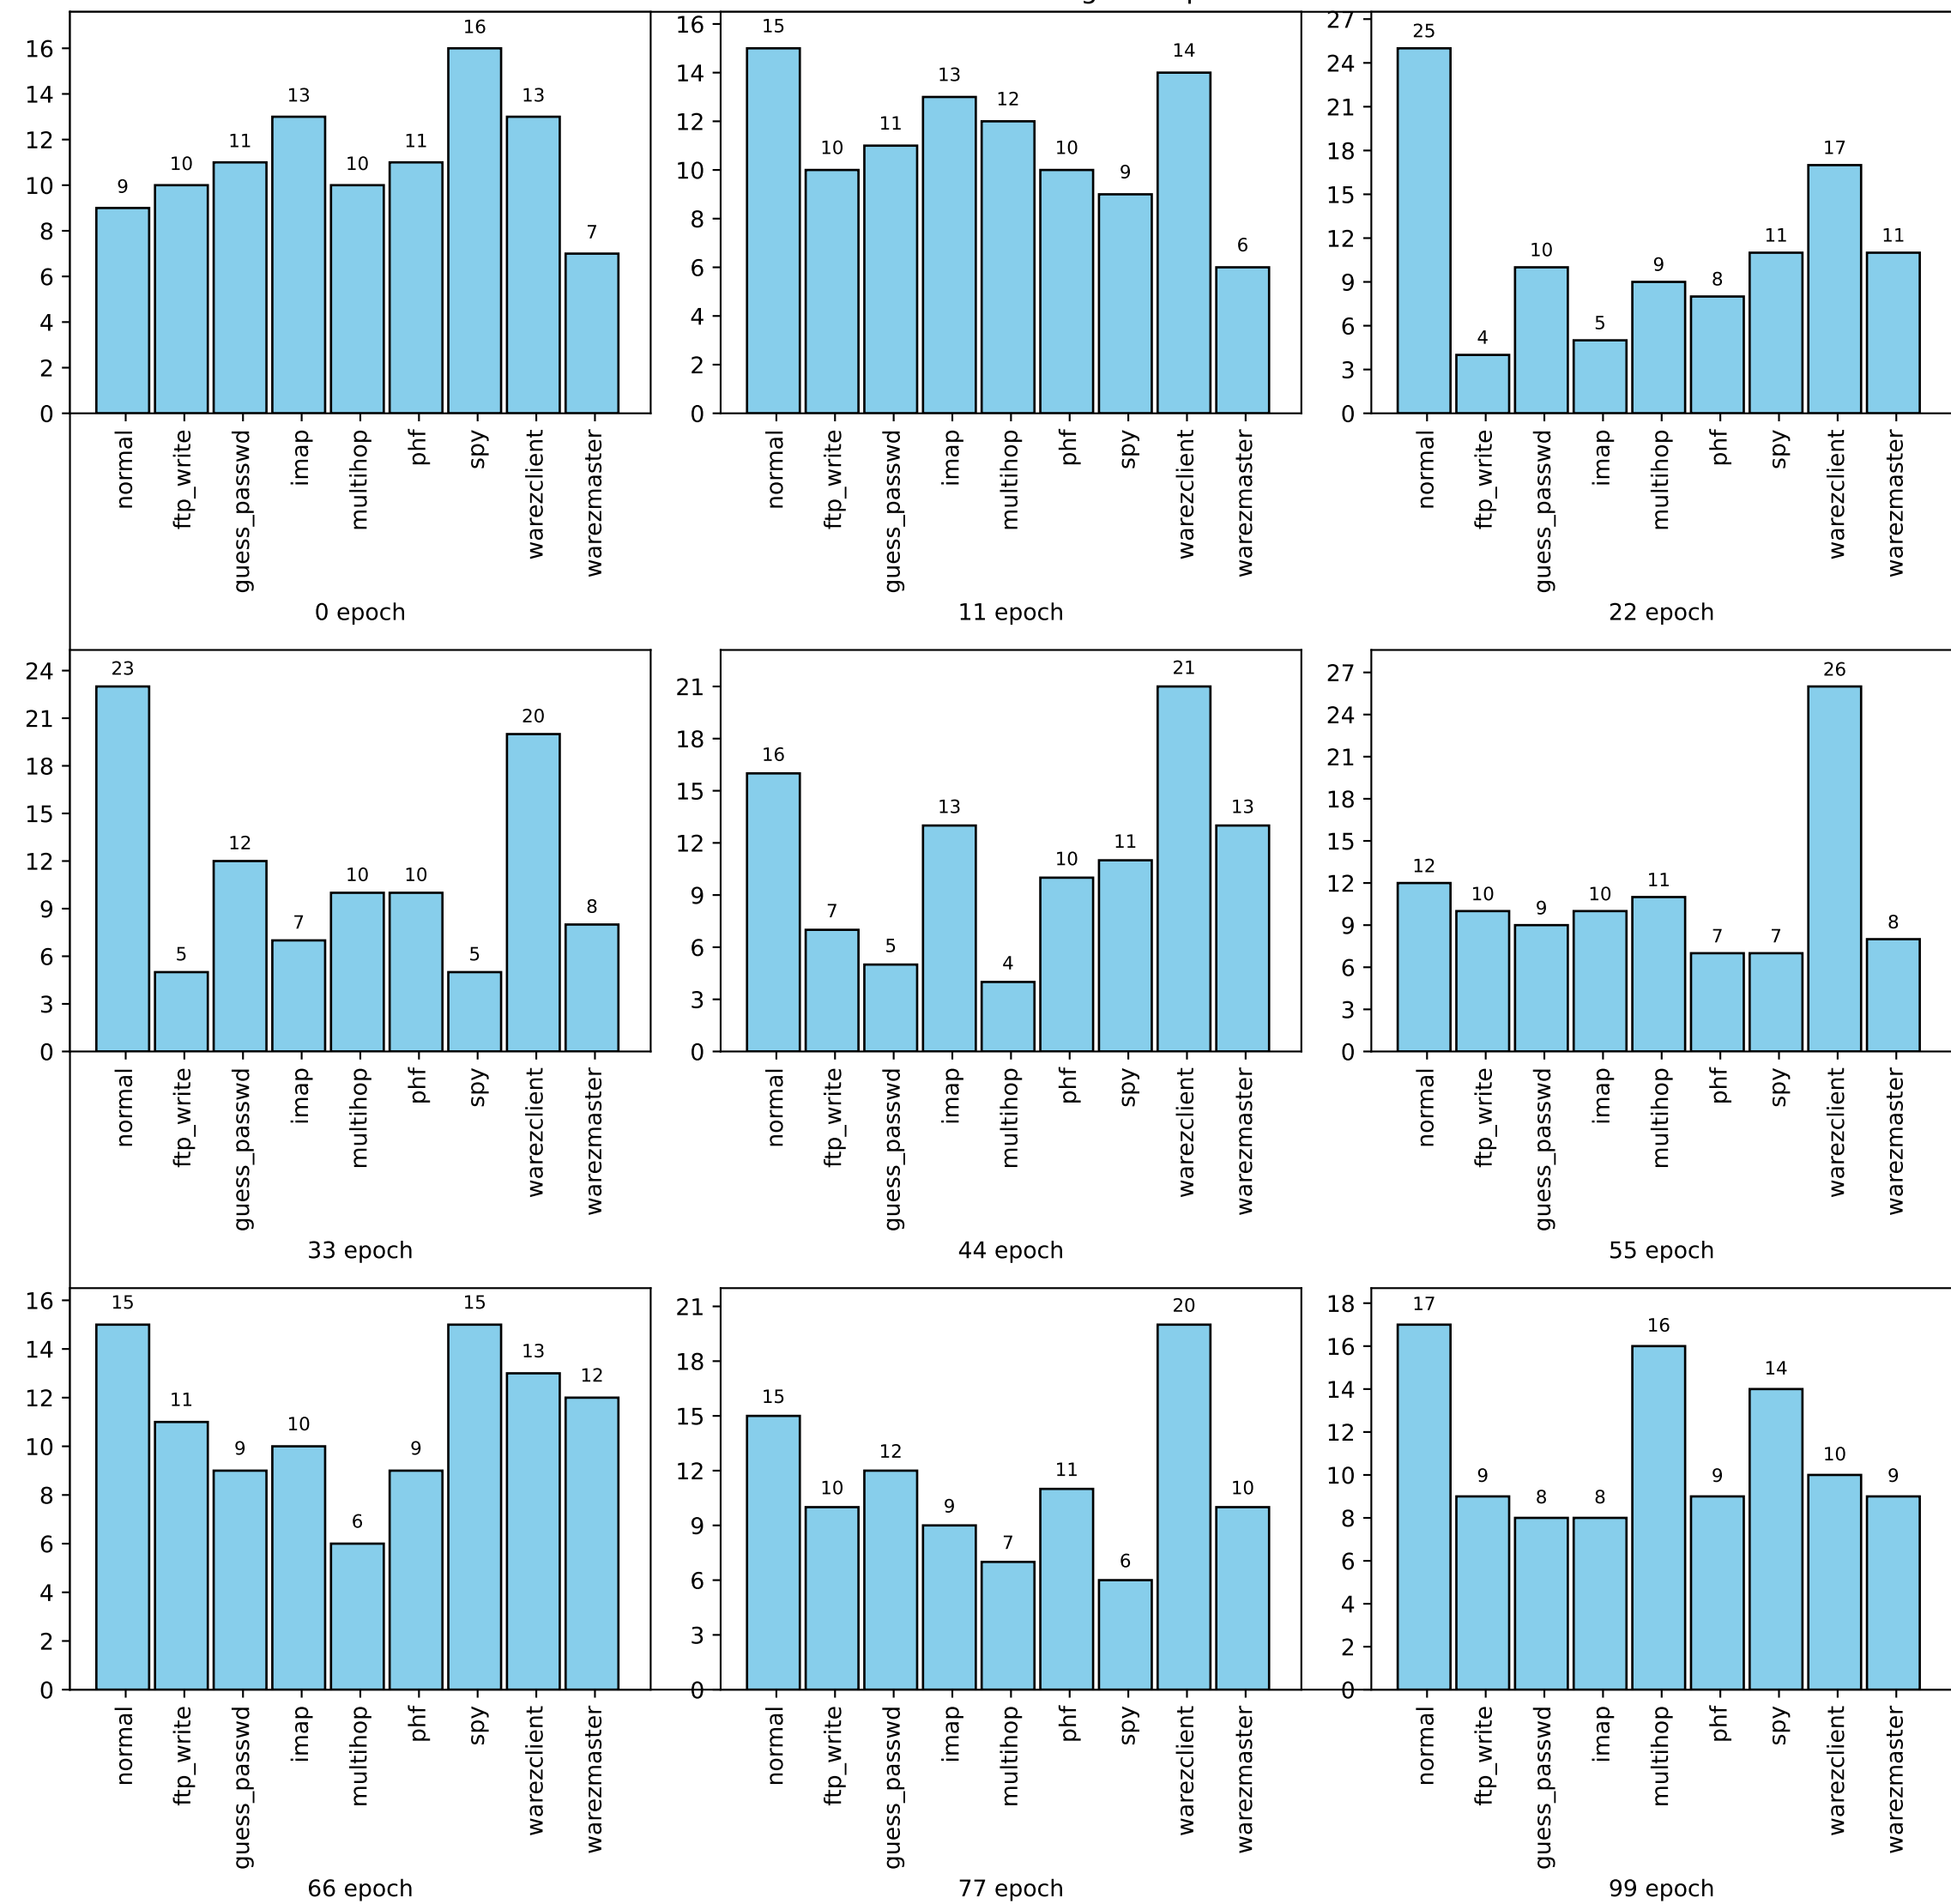 16
14
12
10
8
6
4
2
0
9
10
11
13
10
11
16
13
7
normal
ftp_write
guess_passwd
imap
multihop
phf
spy
warezclient
warezmaster
0 epoch
16
14
12
10
8
6
4
2
0
15
10
11
13
12
10
9
14
6
normal
ftp_write
guess_passwd
imap
multihop
phf
spy
warezclient
warezmaster
11 epoch
27
24
21
18
15
12
9
6
3
0
25
4
10
5
9
8
11
17
11
normal
ftp_write
guess_passwd
imap
multihop
phf
spy
warezclient
warezmaster
22 epoch
24
21
18
15
12
9
6
3
0
23
5
12
7
10
10
5
20
8
normal
ftp_write
guess_passwd
imap
multihop
phf
spy
warezclient
warezmaster
33 epoch
21
18
15
12
9
6
3
0
16
7
5
13
4
10
11
21
13
normal
ftp_write
guess_passwd
imap
multihop
phf
spy
warezclient
warezmaster
44 epoch
27
24
21
18
15
12
9
6
3
0
12
10
9
10
11
7
7
26
8
normal
ftp_write
guess_passwd
imap
multihop
phf
spy
warezclient
warezmaster
55 epoch
16
14
12
10
8
6
4
2
0
15
11
9
10
6
9
15
13
12
normal
ftp_write
guess_passwd
imap
multihop
phf
spy
warezclient
warezmaster
66 epoch
21
18
15
12
9
6
3
0
15
10
12
9
7
11
6
20
10
normal
ftp_write
guess_passwd
imap
multihop
phf
spy
warezclient
warezmaster
77 epoch
18
16
14
12
10
8
6
4
2
0
17
9
8
8
16
9
14
10
9
normal
ftp_write
guess_passwd
imap
multihop
phf
spy
warezclient
warezmaster
99 epoch